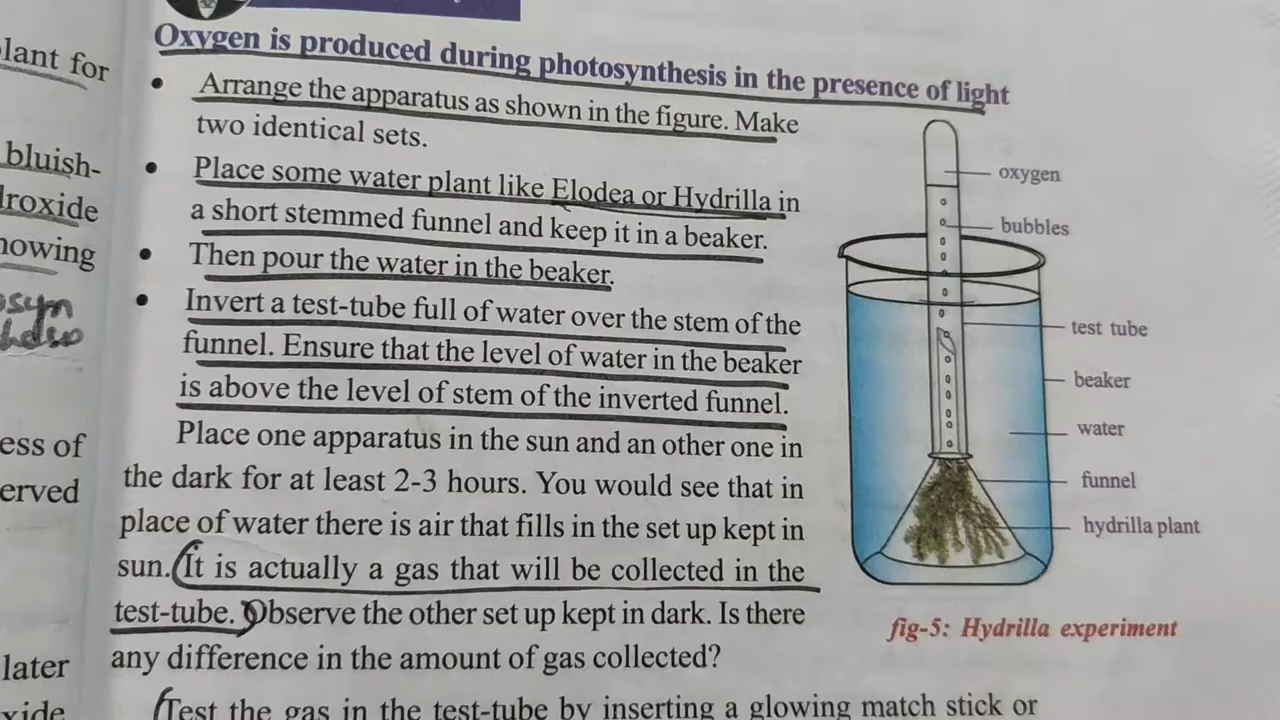 lant for
bluish-
droxide
howing
osyn
ess of
erved
later
xide
Oxygen is produced during photosynthesis in the presence of light
• Arrange the apparatus as shown in the figure. Make
two identical sets.
• Place some water plant like Elodea or Hydrilla in
a short stemmed funnel and keep it in a beaker.
• Then pour the water in the beaker.
• Invert a test-tube full of water over the stem of the
funnel. Ensure that the level of water in the beaker
is above the level of stem of the inverted funnel.
Place one apparatus in the sun and an other one in
the dark for at least 2-3 hours. You would see that in
place of water there is air that fills in the set up kept in
sun. It is actually a gas that will be collected in the
test-tube. Observe the other set up kept in dark. Is there
any difference in the amount of gas collected?
Test the gas in the test-tube by inserting a glowing match stick or
oxygen
bubbles
test tube
beaker
water
funnel
hydrilla plant
fig-5: Hydrilla experiment